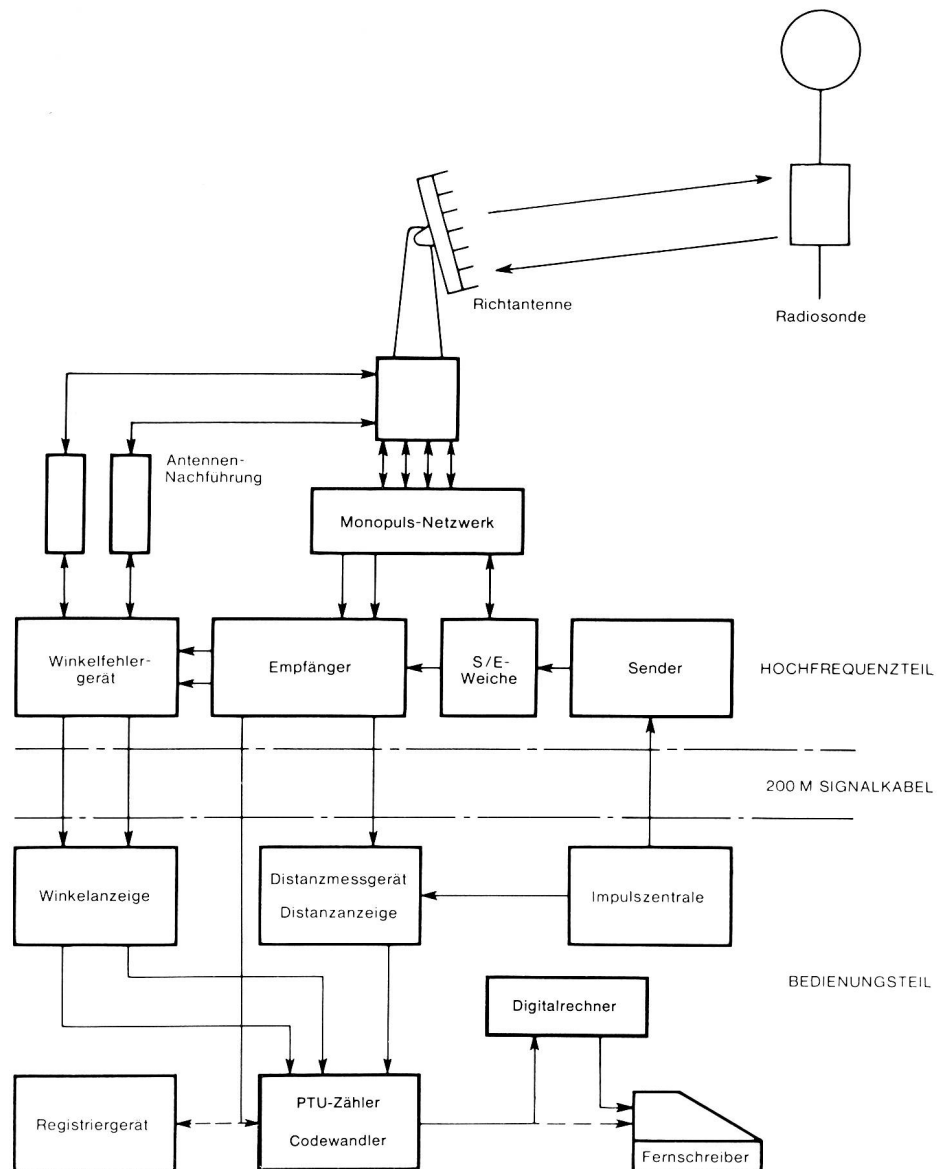 Richtantenne
Radiosonde
Antennen-
Nachführung
Monopuls-Netzwerk
Winkelfehler-
gerät
Empfänger
S/E-
Weiche
Sender
HOCHFREQUENZTEIL
200 M SIGNALKABEL
Winkelanzeige
Distanzmessgerät
Distanzanzeige
Impulszentrale
BEDIENUNGSTEIL
Digitalrechner
Registriergerät
PTU-Zähler
Codewandler
Fernschreiber